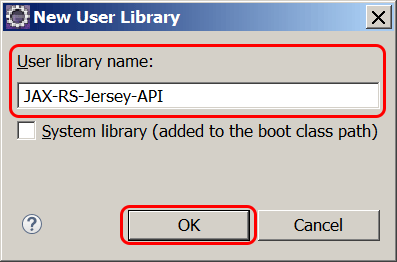 New User Library
User library name:
JAX-RS-Jersey-API
System library (added to the boot class path)
OK
Cancel